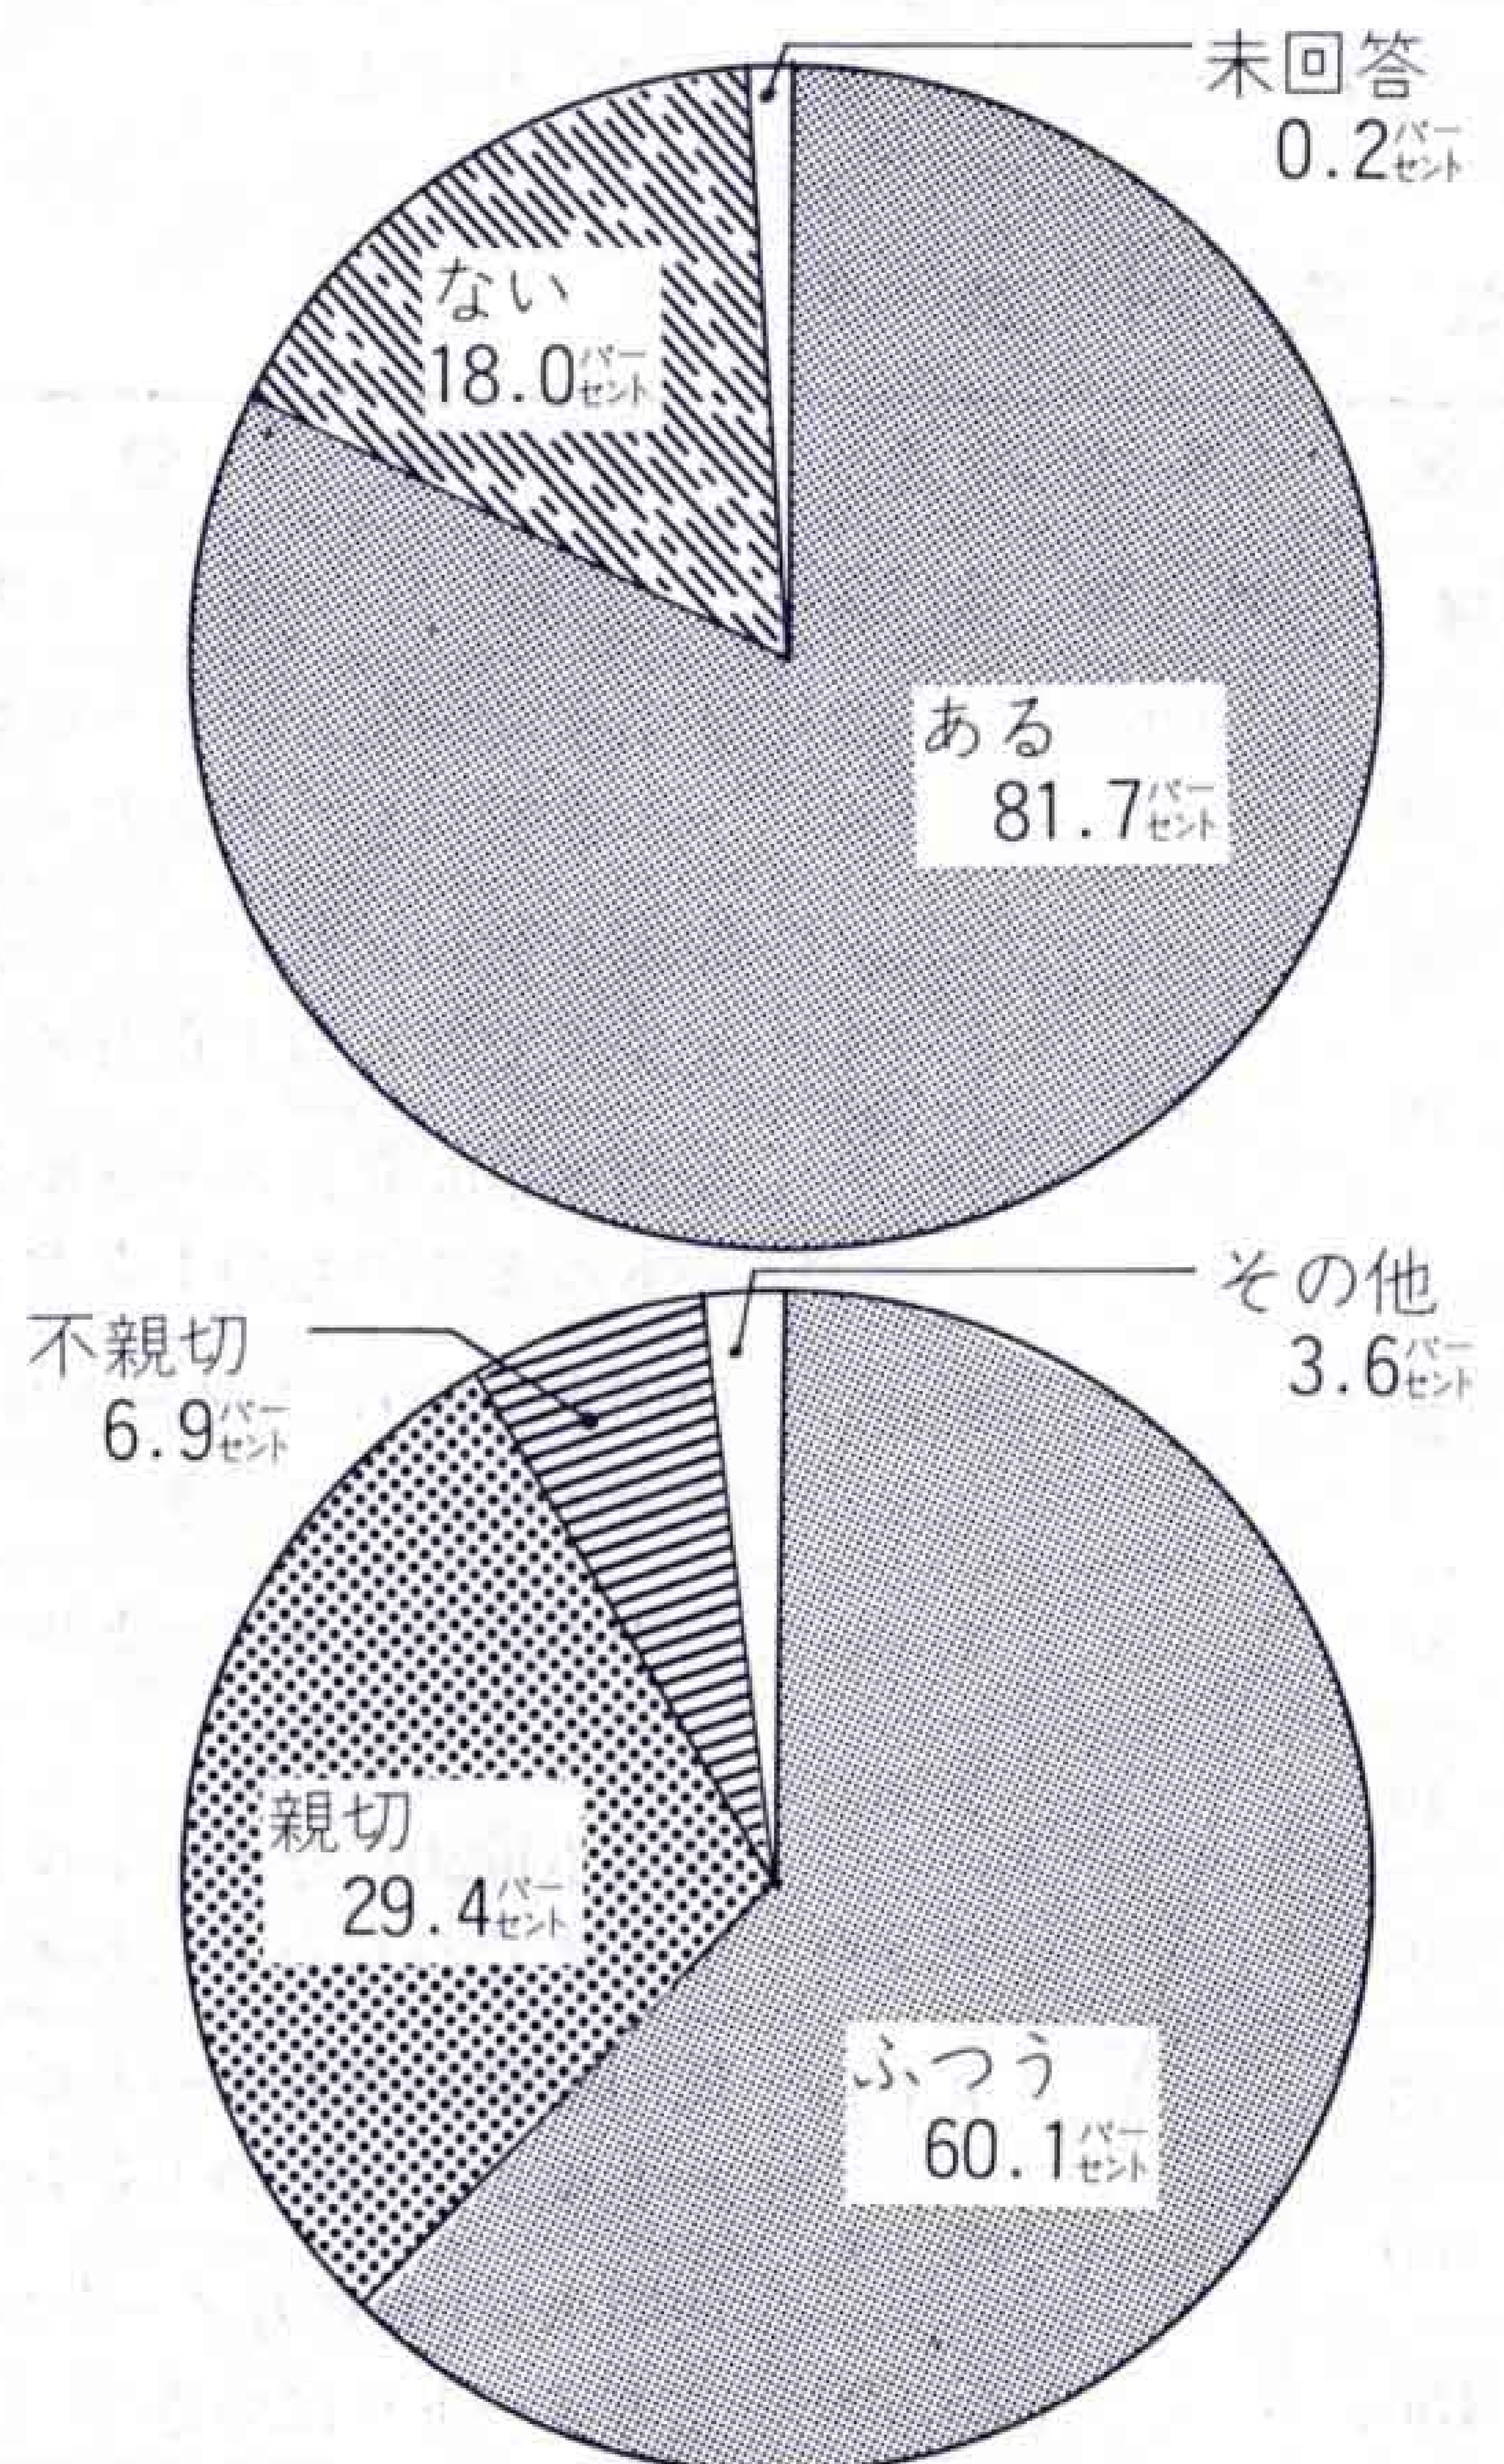 未回答
0.2パーセント
ない
18.0パーセント
ある
81.7パーセント
その他
3.6パーセント
不親切
6.9パーセント
親切
29.4パーセント
ふつう
60.1パーセント